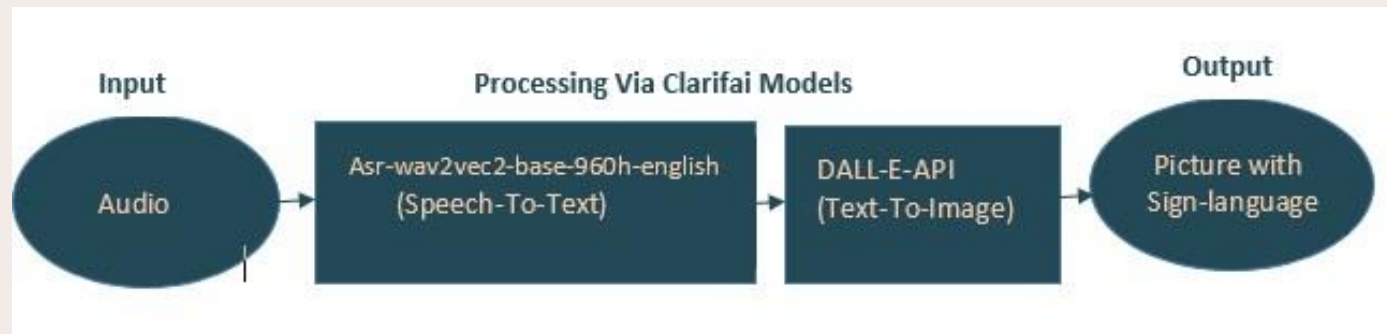 Input
Processing Via Clarifai Models
Output
Audio
Asr-wav2vec2-base-960h-english
(Speech-To-Text)
DALL-E-API
(Text-To-Image)
Picture with
Sign-language